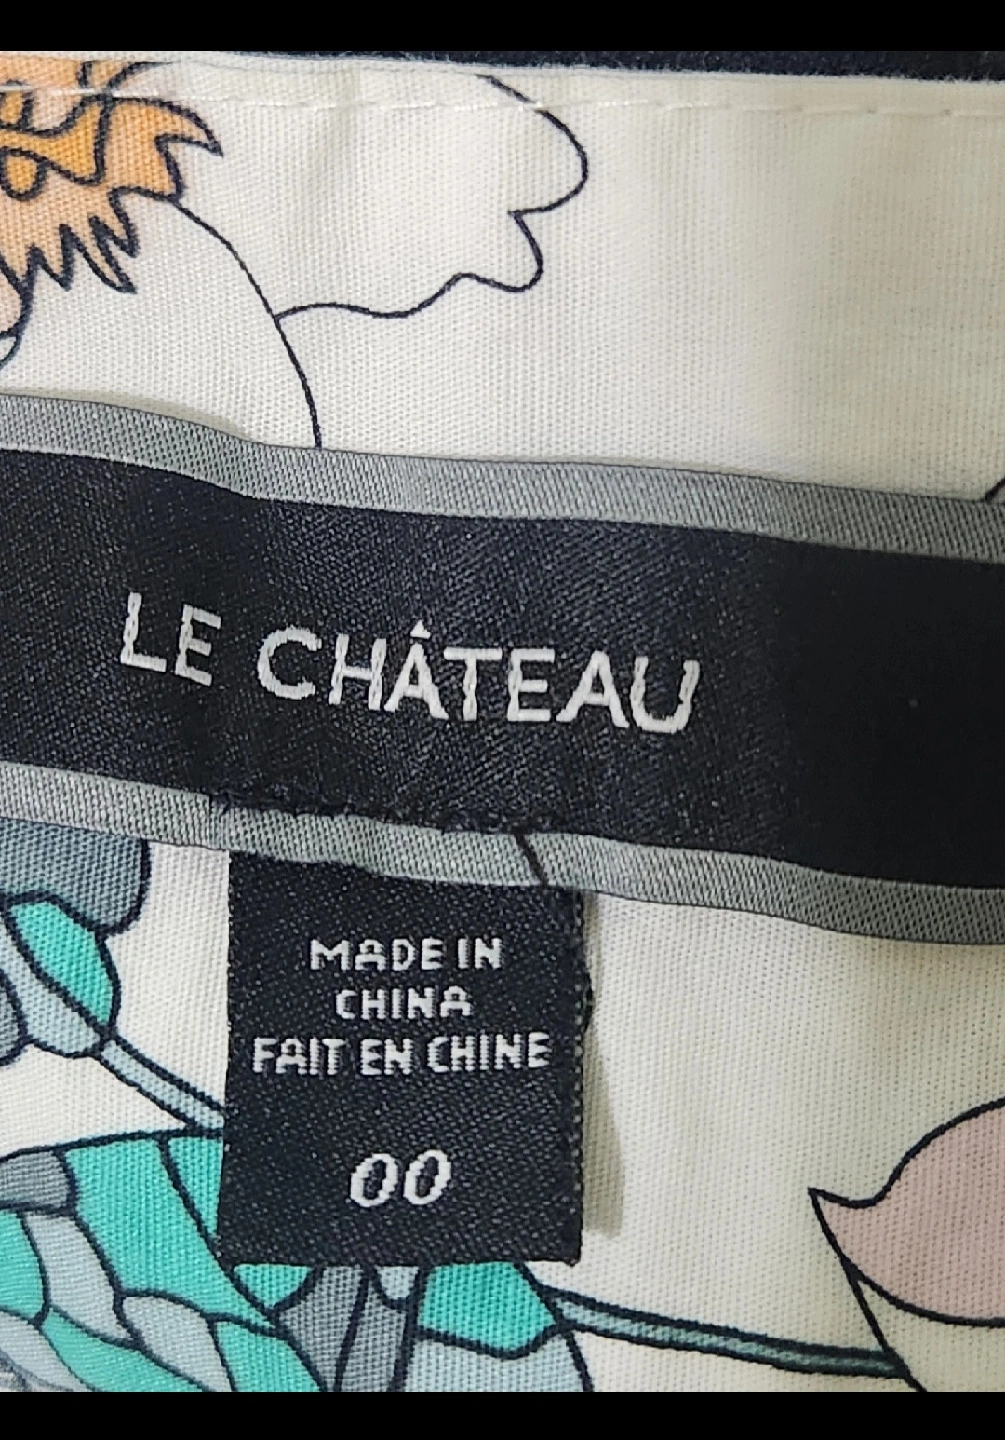 LE CHÂTEAU
MADE IN
CHINA
FAIT EN CHINE
00